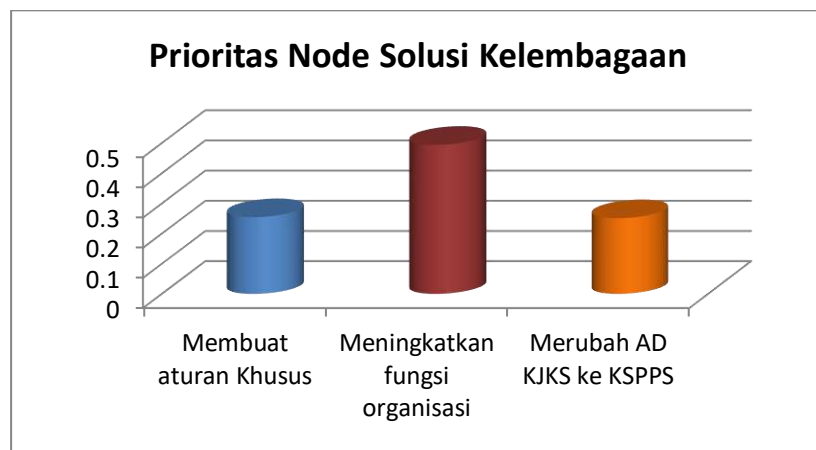 Prioritas Node Solusi Kelembagaan
0.5
0.4
0.3
0.2
0.1
0
Membuat
aturan Khusus
Meningkatkan
fungsi
organisasi
Merubah AD
KJKS ke KSPPS